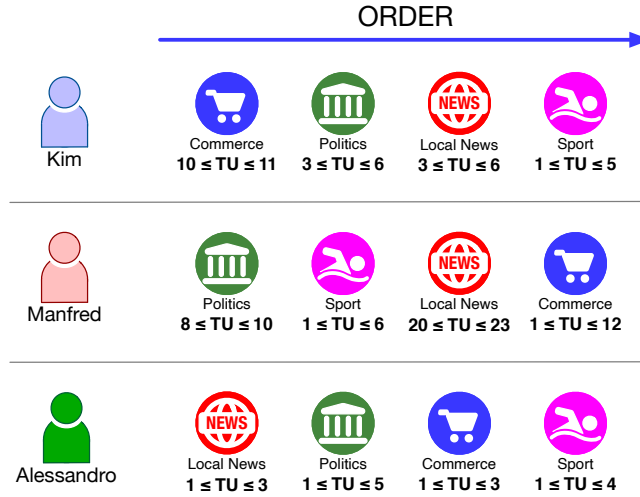 ORDER
Kim
Commerce
10 ≤ TU ≤ 11
Politics
3 ≤ TU ≤ 6
NEWS
Local News
3 ≤ TU ≤ 6
Sport
1 ≤ TU ≤ 5
Manfred
Politics
8 ≤ TU ≤ 10
Sport
1 ≤ TU ≤ 6
NEWS
Local News
20 ≤ TU ≤ 23
Commerce
1 ≤ TU ≤ 12
Alessandro
NEWS
Local News
1 ≤ TU ≤ 3
Politics
1 ≤ TU ≤ 5
Commerce
1 ≤ TU ≤ 3
Sport
1 ≤ TU ≤ 4